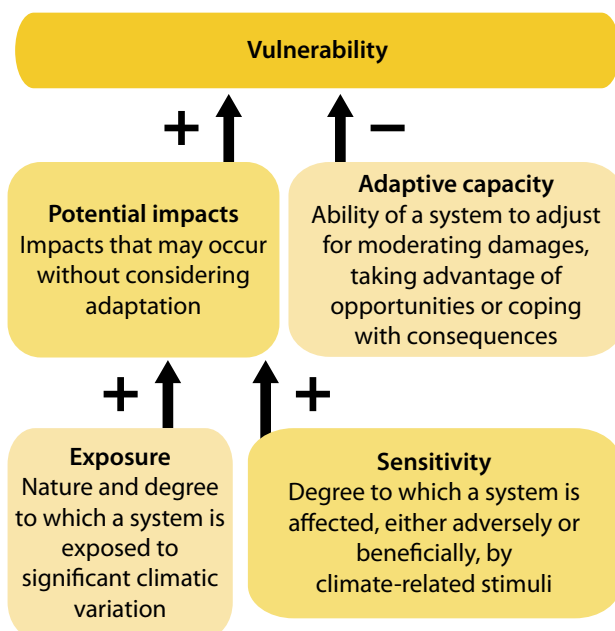 Vulnerability
+
−
Potential impacts
Impacts that may occur
without considering
adaptation
Adaptive capacity
Ability of a system to adjust
for moderating damages,
taking advantage of
opportunities or coping
with consequences
+
+
Exposure
Nature and degree
to which a system is
exposed to
significant climatic
variation
Sensitivity
Degree to which a system is
affected, either adversely or
beneficially, by
climate-related stimuli